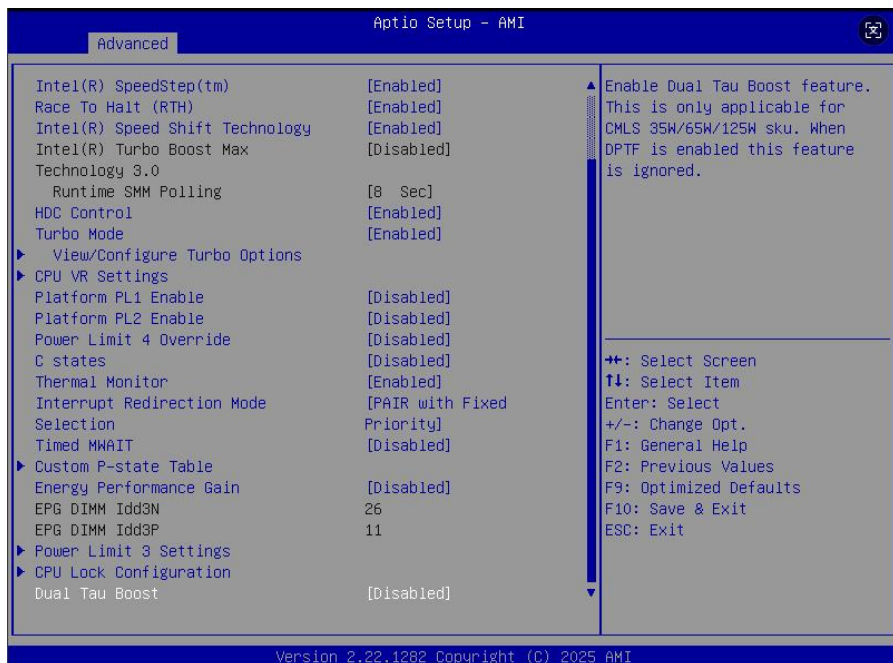 Aptio Setup - AMI
Advanced
Intel(R) SpeedStep(tm) [Enabled]
Race To Halt (RTH) [Enabled]
Intel(R) Speed Shift Technology [Enabled]
Intel(R) Turbo Boost Max [Disabled]
Technology 3.0
Runtime SMM Polling [8 Sec]
HDC Control [Enabled]
Turbo Mode [Enabled]
View/Configure Turbo Options
CPU VR Settings
Platform PL1 Enable [Disabled]
Platform PL2 Enable [Disabled]
Power Limit 4 Override [Disabled]
C states [Disabled]
Thermal Monitor [Enabled]
Interrupt Redirection Mode [PAIR with Fixed
Selection Priority]
Timed MWAIT [Disabled]
Custom P-state Table
Energy Performance Gain [Disabled]
EPG DIMM Idd3N 26
EPG DIMM Idd3P 11
Power Limit 3 Settings
CPU Lock Configuration
Dual Tau Boost [Disabled]
Enable Dual Tau Boost feature.
This is only applicable for
CMLS 35W/65W/125W sku. When
DPTF is enabled this feature
is ignored.
→←: Select Screen
↑↓: Select Item
Enter: Select
+/-: Change Opt.
F1: General Help
F2: Previous Values
F9: Optimized Defaults
F10: Save & Exit
ESC: Exit
Version 2.22.1282 Copyright (C) 2025 AMI